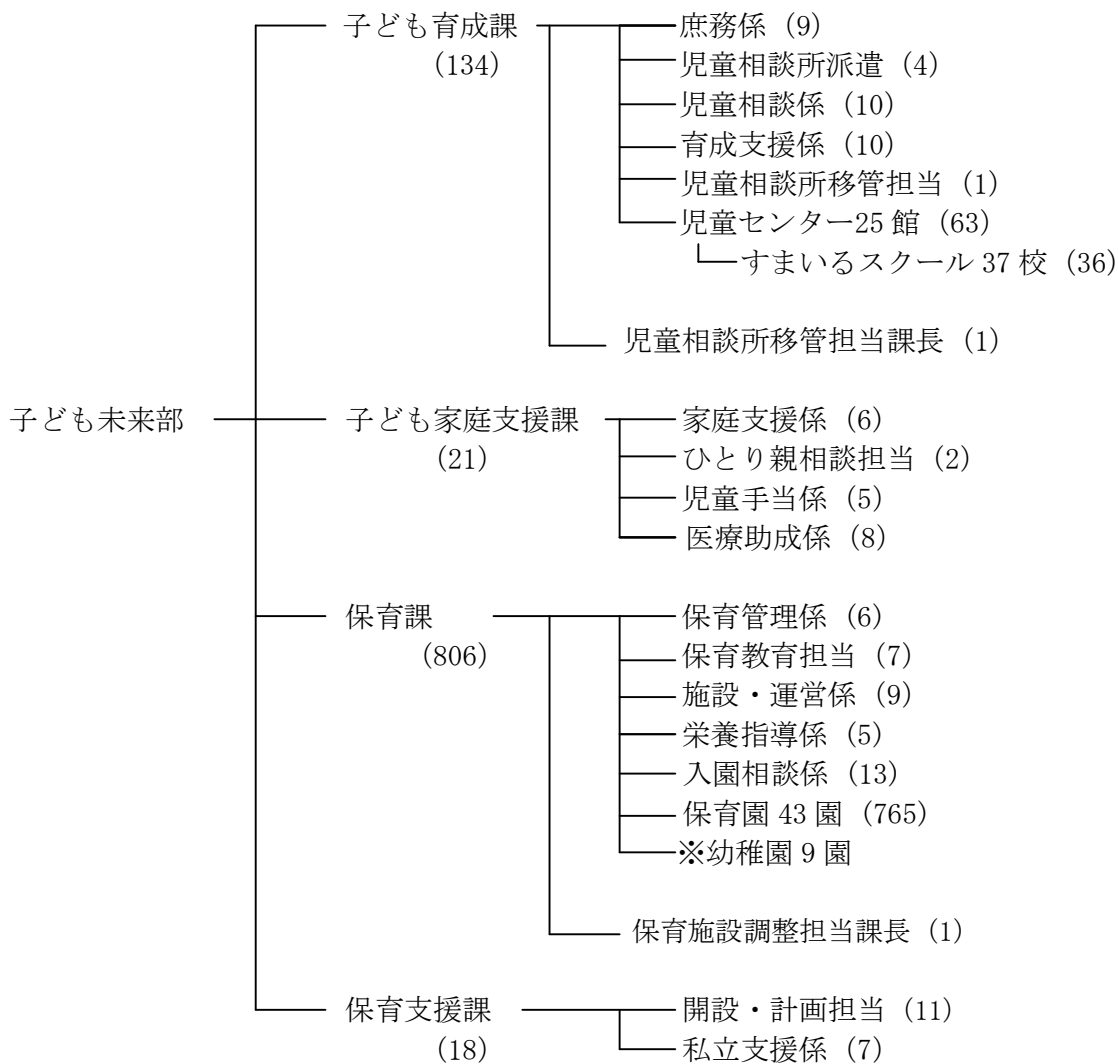 子ども未来部
子ども育成課
(134)
庶務係 (9)
児童相談所派遣 (4)
児童相談係 (10)
育成支援係 (10)
児童相談所移管担当 (1)
児童センター25 館 (63)
すまいるスクール 37 校 (36)
児童相談所移管担当課長 (1)
子ども家庭支援課
(21)
家庭支援係 (6)
ひとり親相談担当 (2)
児童手当係 (5)
医療助成係 (8)
保育課
(806)
保育管理係 (6)
保育教育担当 (7)
施設・運営係 (9)
栄養指導係 (5)
入園相談係 (13)
保育園 43 園 (765)
※幼稚園 9 園
保育施設調整担当課長 (1)
保育支援課
(18)
開設・計画担当 (11)
私立支援係 (7)